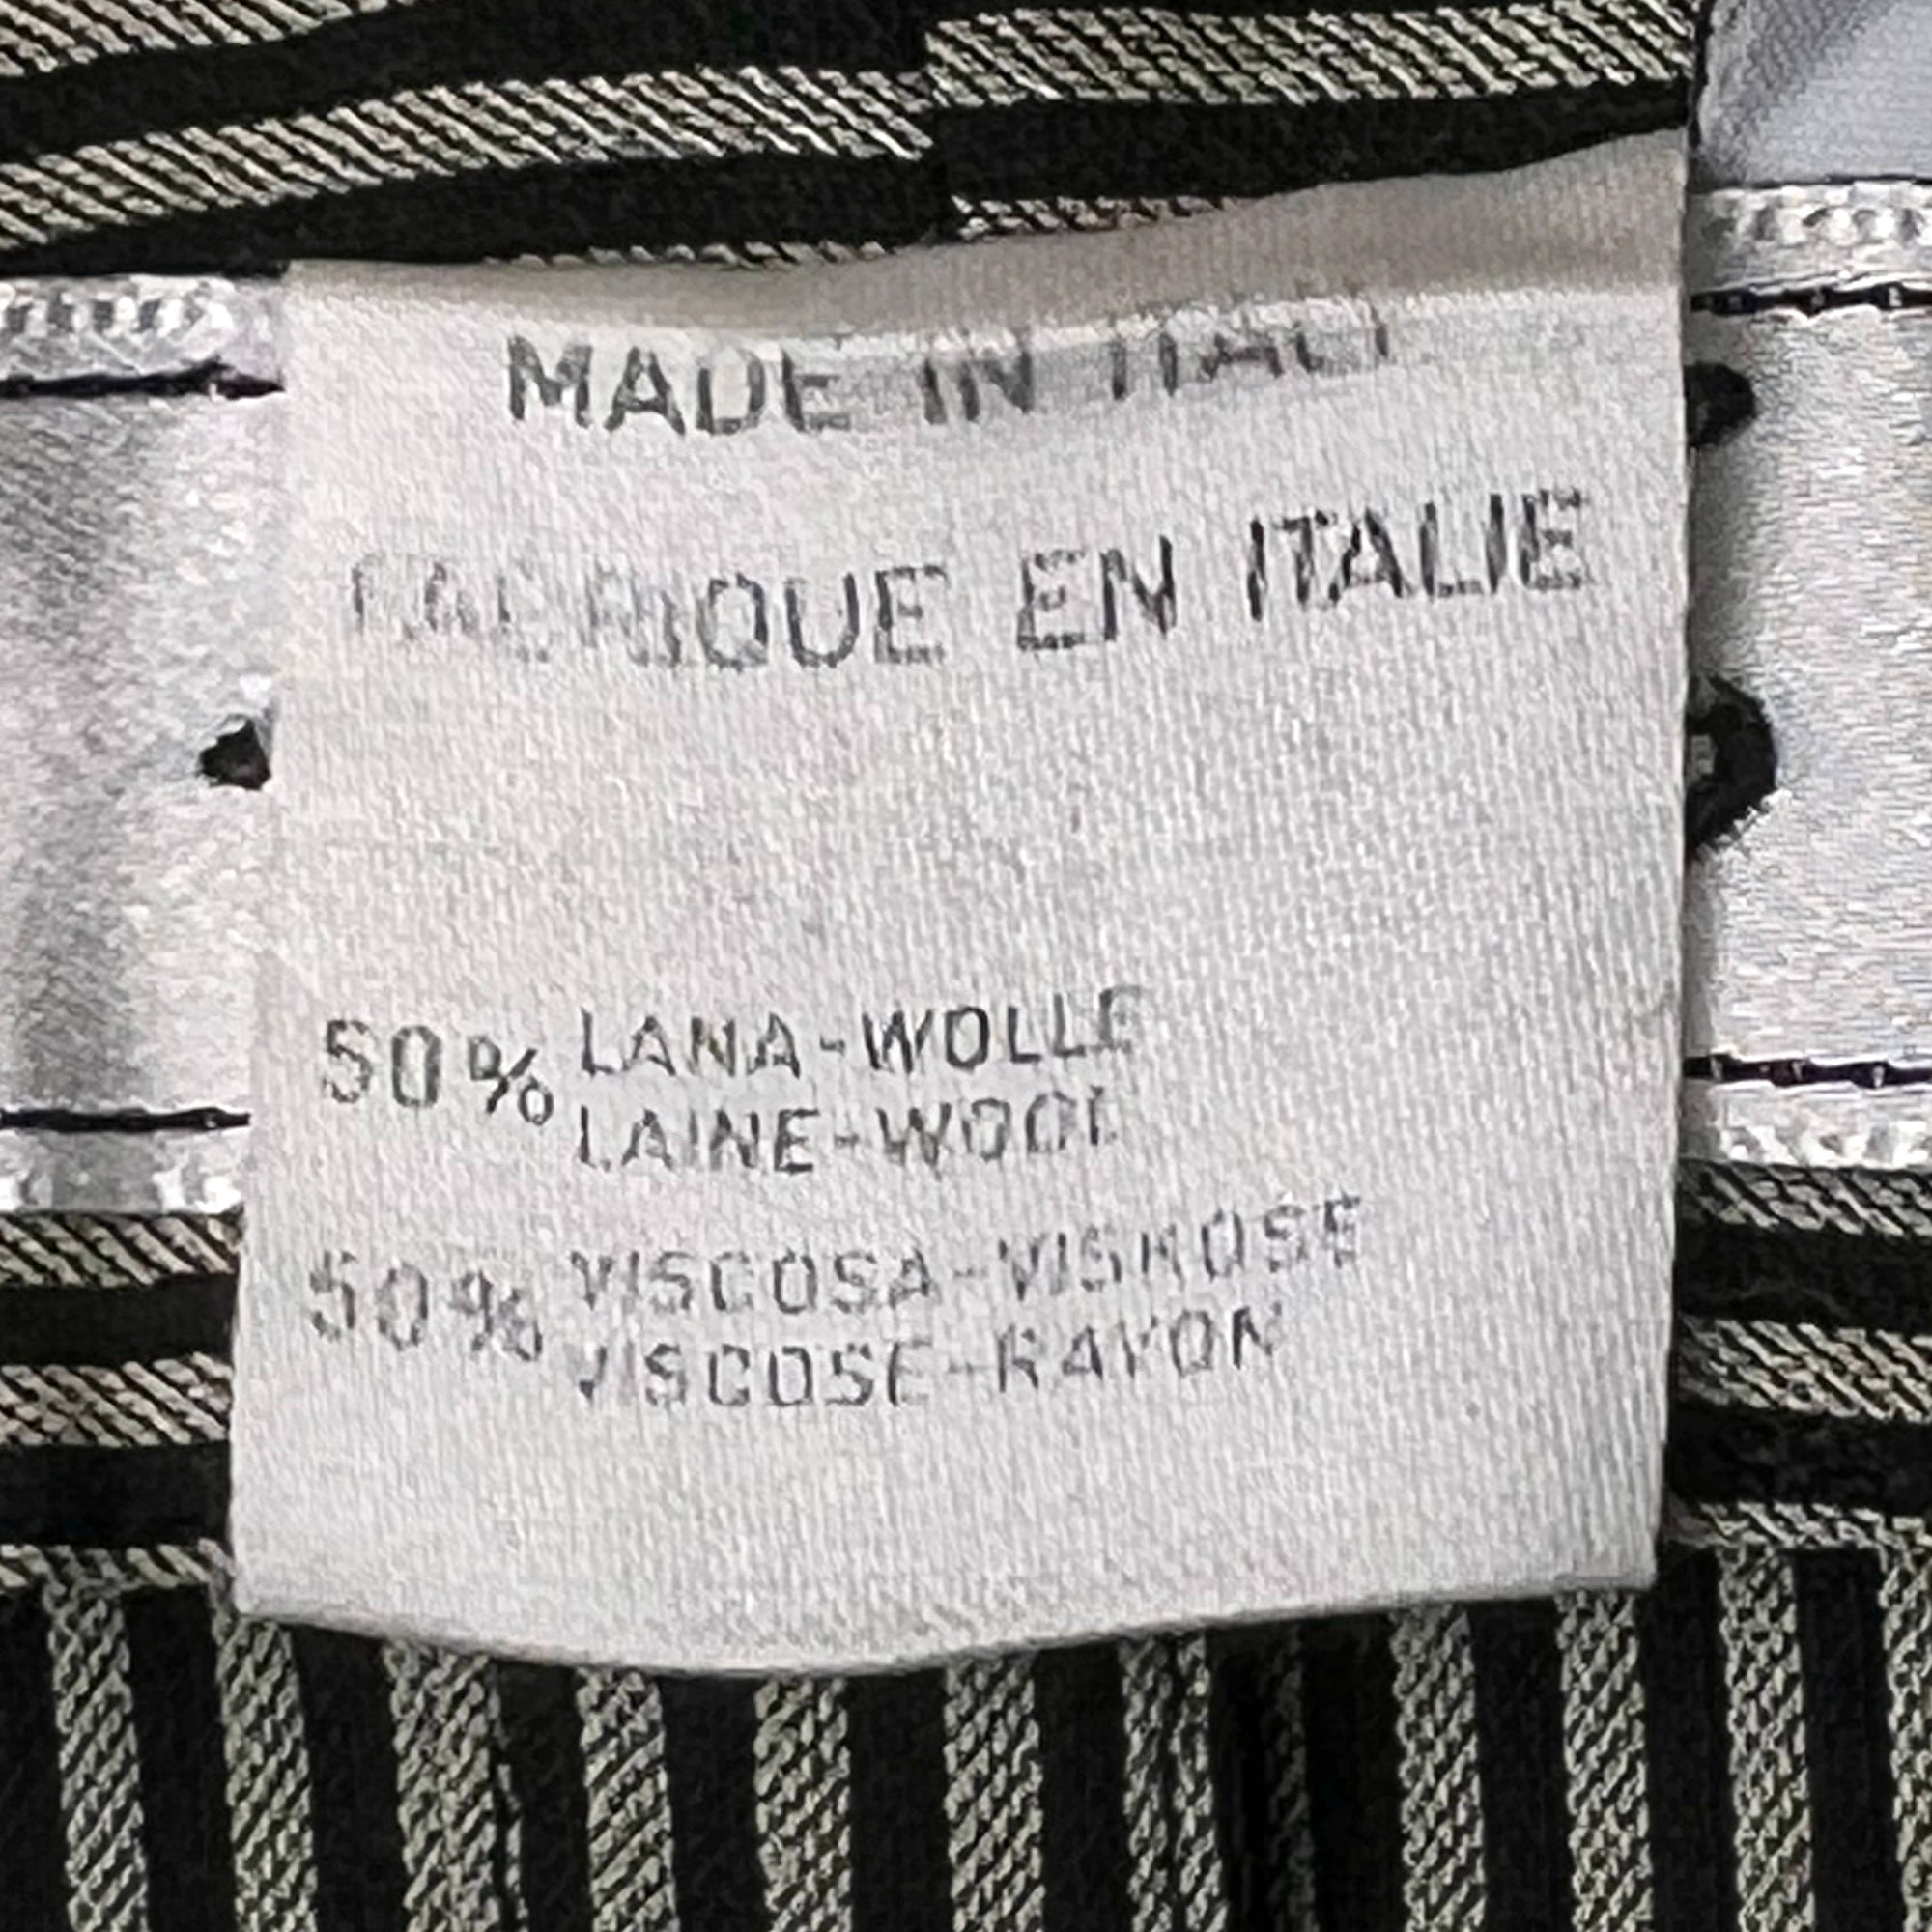 MADE IN ITALY
FABRIQUE EN ITALIE
50% LANA-WOLLE
LAINE-WOOL
50% VISCOSA-VISKOSE
VISCOSE-RAYON